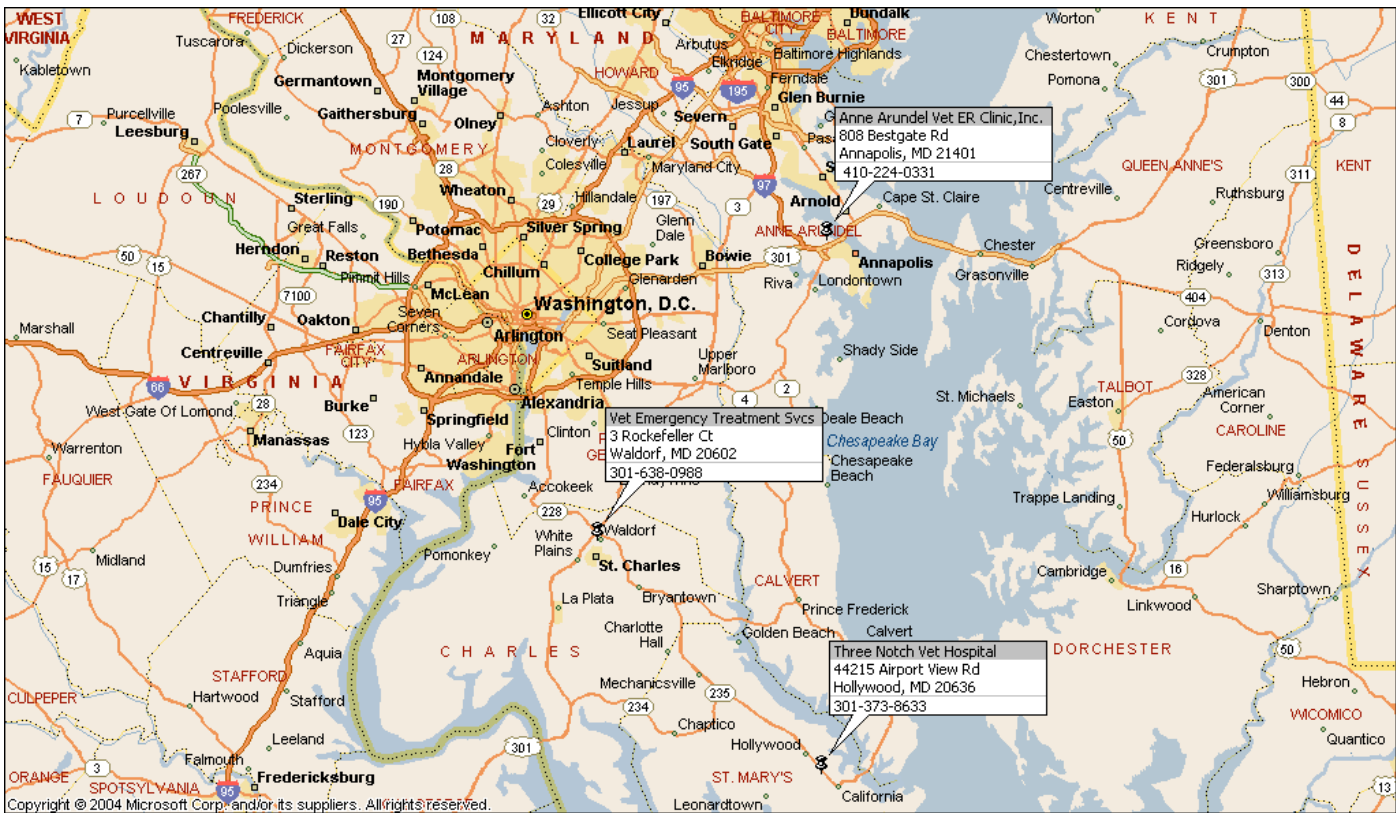 WEST
VIRGINIA
FREDERICK
108
32
Ellicott City
BALTIMORE
CITY
Dundalk
BALTIMORE
Worton
KENT
Tuscarora
Dickerson
27
124
MARYLAND
Arbutus
Elkridge
Baltimore Highlands
Chestertown
Crumpton
Kabletown
Germantown
Montgomery
Village
HOWARD
95
195
Ferndale
Pomona
301
300
Purcellville
7
Leesburg
Poolesville
Gaithersburg
Olney
Ashton
Jessup
Severn
Glen Burnie
44
8
Anne Arundel Vet ER Clinic,Inc.
808 Bestgate Rd
Annapolis, MD 21401
410-224-0331
MONTGOMERY
28
Cloverly
Colesville
Laurel
South Gate
Maryland City
97
QUEEN ANNE'S
KENT
267
LOUDOUN
Sterling
190
Wheaton
29
Hillandale
197
3
Arnold
Cape St. Claire
Centreville
Ruthsburg
311
Great Falls
Potomac
Silver Spring
Glenn
Dale
ANNE ARUNDEL
50
15
Herndon
Reston
Bethesda
College Park
Bowie
301
Annapolis
Chester
Grasonville
Greensboro
Ridgely
313
DELAWARE
Pimmit Hills
Chillum
Glenarden
Riva
Londontown
7100
McLean
Washington, D.C.
404
Chantilly
Oakton
Seven
Corners
Arlington
Seat Pleasant
Cordova
Denton
Marshall
Centreville
FAIRFAX
CITY
ARLINGTON
Suitland
Upper
Marlboro
Shady Side
66
VIRGINIA
Annandale
Temple Hills
2
328
TALBOT
American
Corner
West Gate Of Lomond
28
Burke
Alexandria
4
St. Michaels
Easton
Springfield
Vet Emergency Treatment Svcs
3 Rockefeller Ct
Waldorf, MD 20602
301-638-0988
Deale Beach
CAROLINE
Manassas
123
Hybla Valley
Clinton
Chesapeake Bay
50
Warrenton
Fort
Washington
Chesapeake
Beach
Federalsburg
SUSSEX
FAUQUIER
234
FAIRFAX
95
Accokeek
Trappe Landing
Williamsburg
PRINCE
WILLIAM
Dale City
228
Waldorf
Hurlock
15
17
Midland
Pomonkey
White
Plains
St. Charles
16
Dumfries
CALVERT
Cambridge
Linkwood
Sharptown
Triangle
La Plata
Bryantown
Prince Frederick
Aquia
CHARLES
Charlotte
Hall
Golden Beach
Calvert
Three Notch Vet Hospital
44215 Airport View Rd
Hollywood, MD 20636
301-373-8633
DORCHESTER
50
STAFFORD
Mechanicsville
Hebron
CULPEPER
Hartwood
Stafford
234
235
WICOMICO
Leeland
301
Chaptico
Hollywood
Quantico
ORANGE
3
Falmouth
SPOTSYLVANIA
95
Fredericksburg
ST. MARY'S
California
13
Leonardtown
Copyright © 2004 Microsoft Corp. and/or its suppliers. All rights reserved.